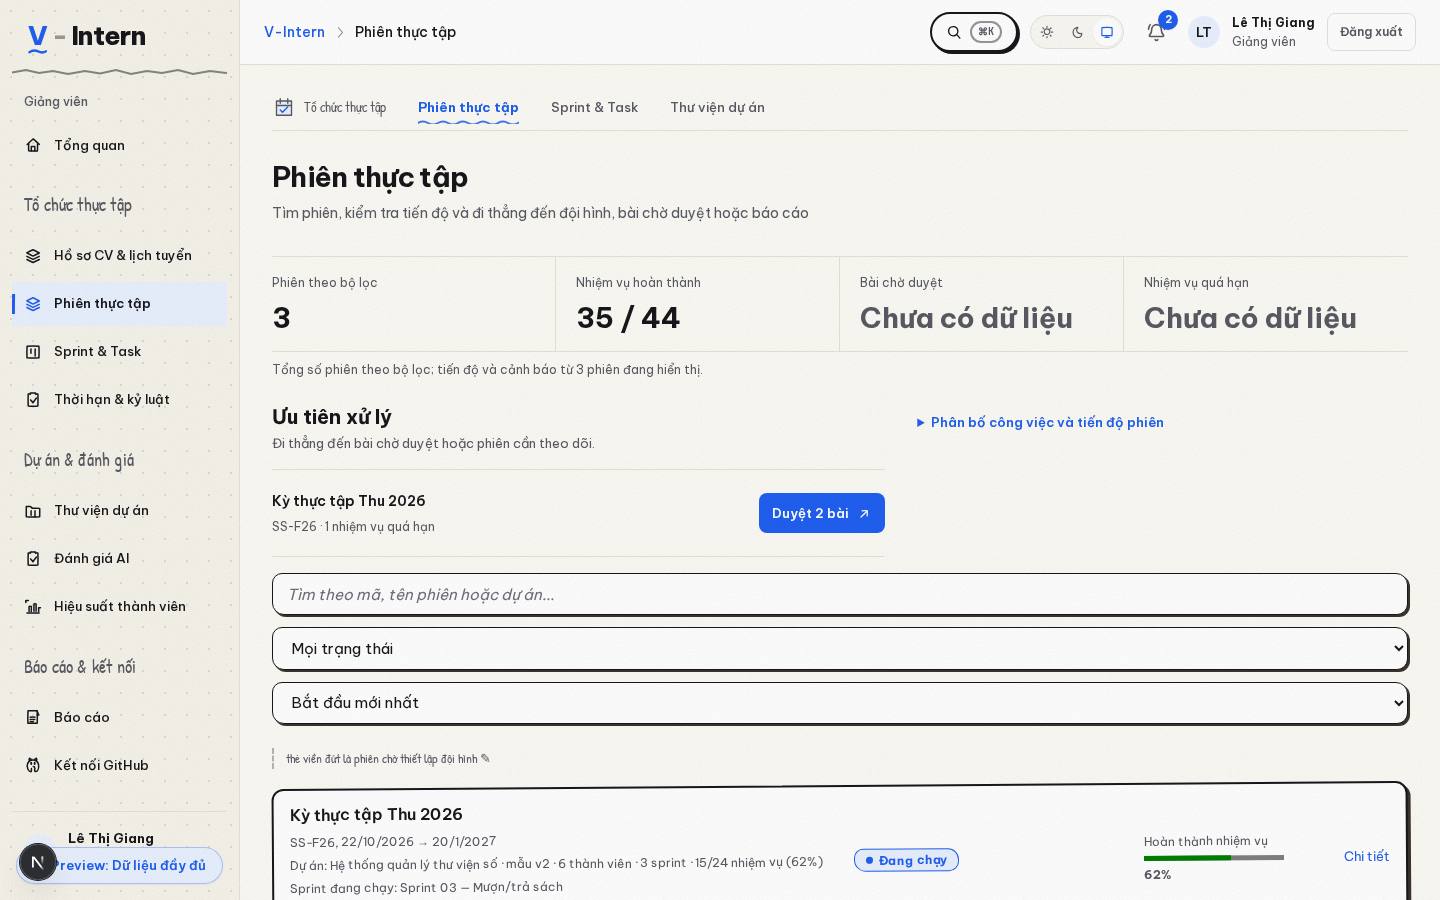 V - Intern
Giảng viên
Tổng quan
Tổ chức thực tập
Hồ sơ CV & lịch tuyển
Phiên thực tập
Sprint & Task
Thời hạn & kỷ luật
Dự án & đánh giá
Thư viện dự án
Đánh giá AI
Hiệu suất thành viên
Báo cáo & kết nối
Báo cáo
Kết nối GitHub
Lê Thị Giang
N
Preview: Dữ liệu đầy đủ
V-Intern > Phiên thực tập
⌘K
2
LT
Lê Thị Giang
Giảng viên
Đăng xuất
Tổ chức thực tập
Phiên thực tập
Sprint & Task
Thư viện dự án
Phiên thực tập
Tìm phiên, kiểm tra tiến độ và đi thẳng đến đội hình, bài chờ duyệt hoặc báo cáo
Phiên theo bộ lọc
3
Nhiệm vụ hoàn thành
35 / 44
Bài chờ duyệt
Chưa có dữ liệu
Nhiệm vụ quá hạn
Chưa có dữ liệu
Tổng số phiên theo bộ lọc; tiến độ và cảnh báo từ 3 phiên đang hiển thị.
Ưu tiên xử lý
Đi thẳng đến bài chờ duyệt hoặc phiên cần theo dõi.
▶ Phân bố công việc và tiến độ phiên
Kỳ thực tập Thu 2026
SS-F26 · 1 nhiệm vụ quá hạn
Duyệt 2 bài ↗
Tìm theo mã, tên phiên hoặc dự án...
Mọi trạng thái
Bắt đầu mới nhất
thẻ viền đứt là phiên chờ thiết lập đội hình ✎
Kỳ thực tập Thu 2026
SS-F26, 22/10/2026 → 20/1/2027
Dự án: Hệ thống quản lý thư viện số · mẫu v2 · 6 thành viên · 3 sprint · 15/24 nhiệm vụ (62%)
Sprint đang chạy: Sprint 03 — Mượn/trả sách
Đang chạy
Hoàn thành nhiệm vụ
62%
Chi tiết